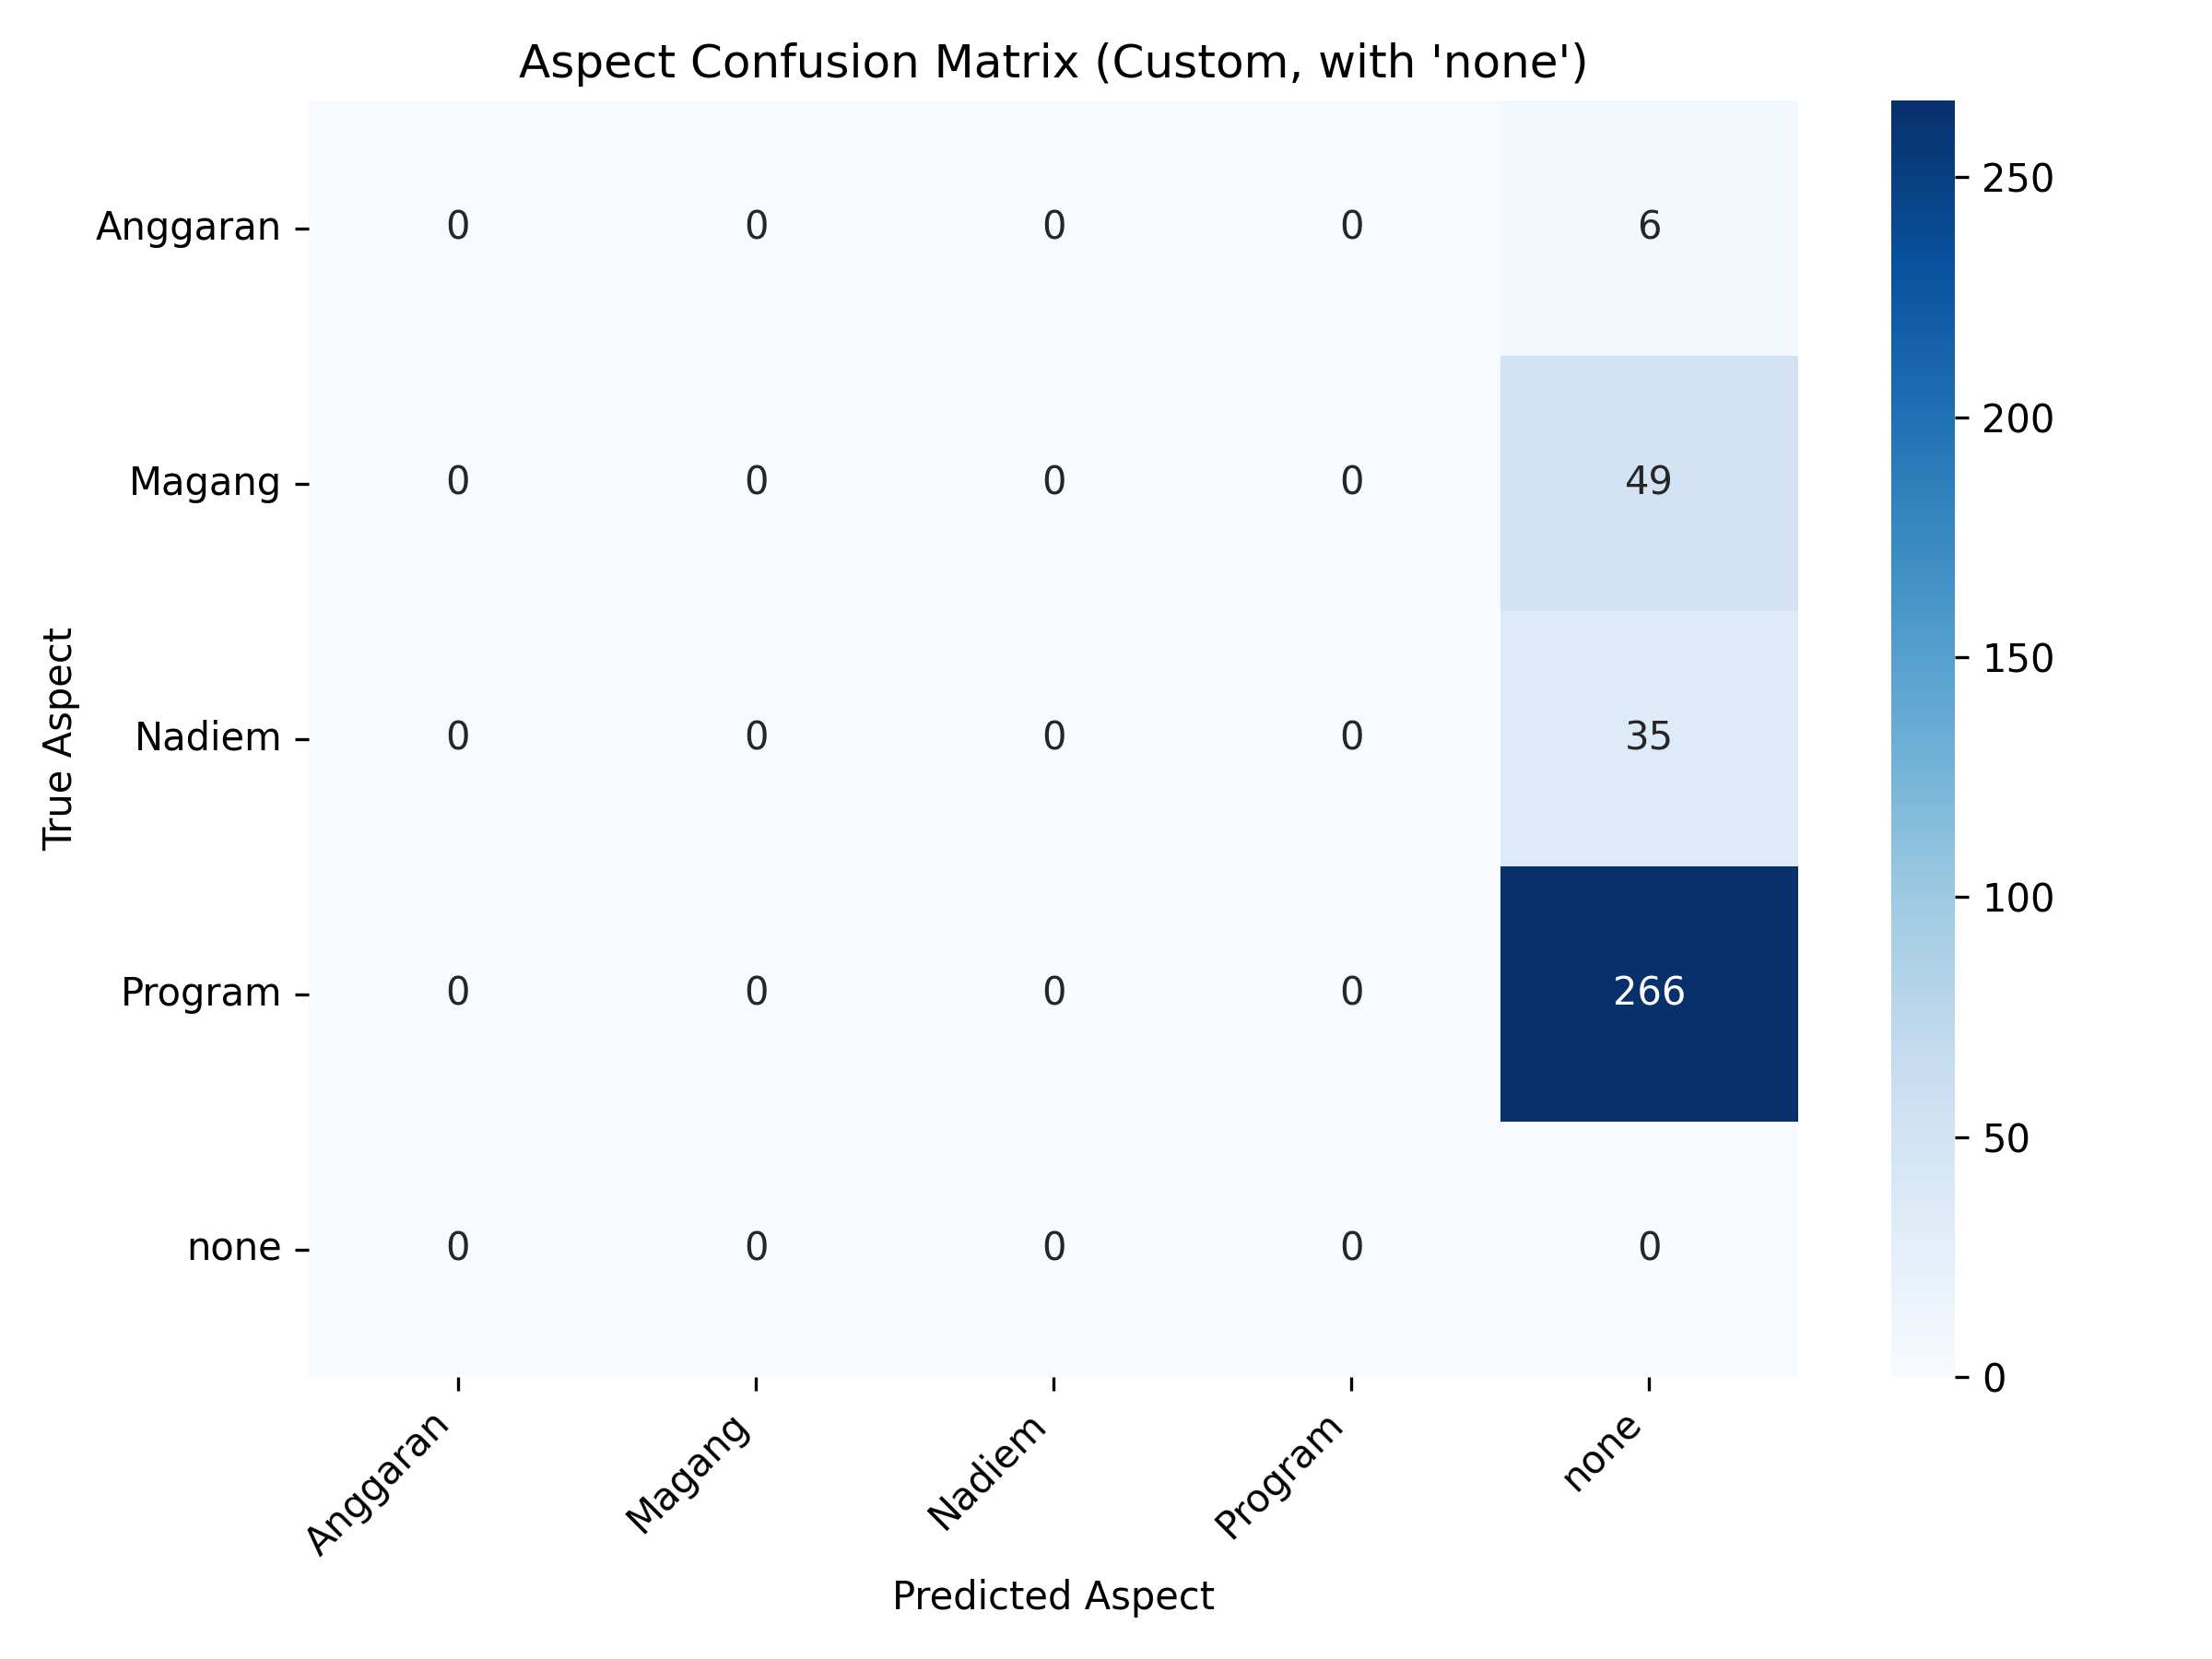 Aspect Confusion Matrix (Custom, with 'none')
True Aspect
Anggaran 0 0 0 0 6
Magang 0 0 0 0 49
Nadiem 0 0 0 0 35
Program 0 0 0 0 266
none 0 0 0 0 0
Anggaran Magang Nadiem Program none
Predicted Aspect
250
200
150
100
50
0